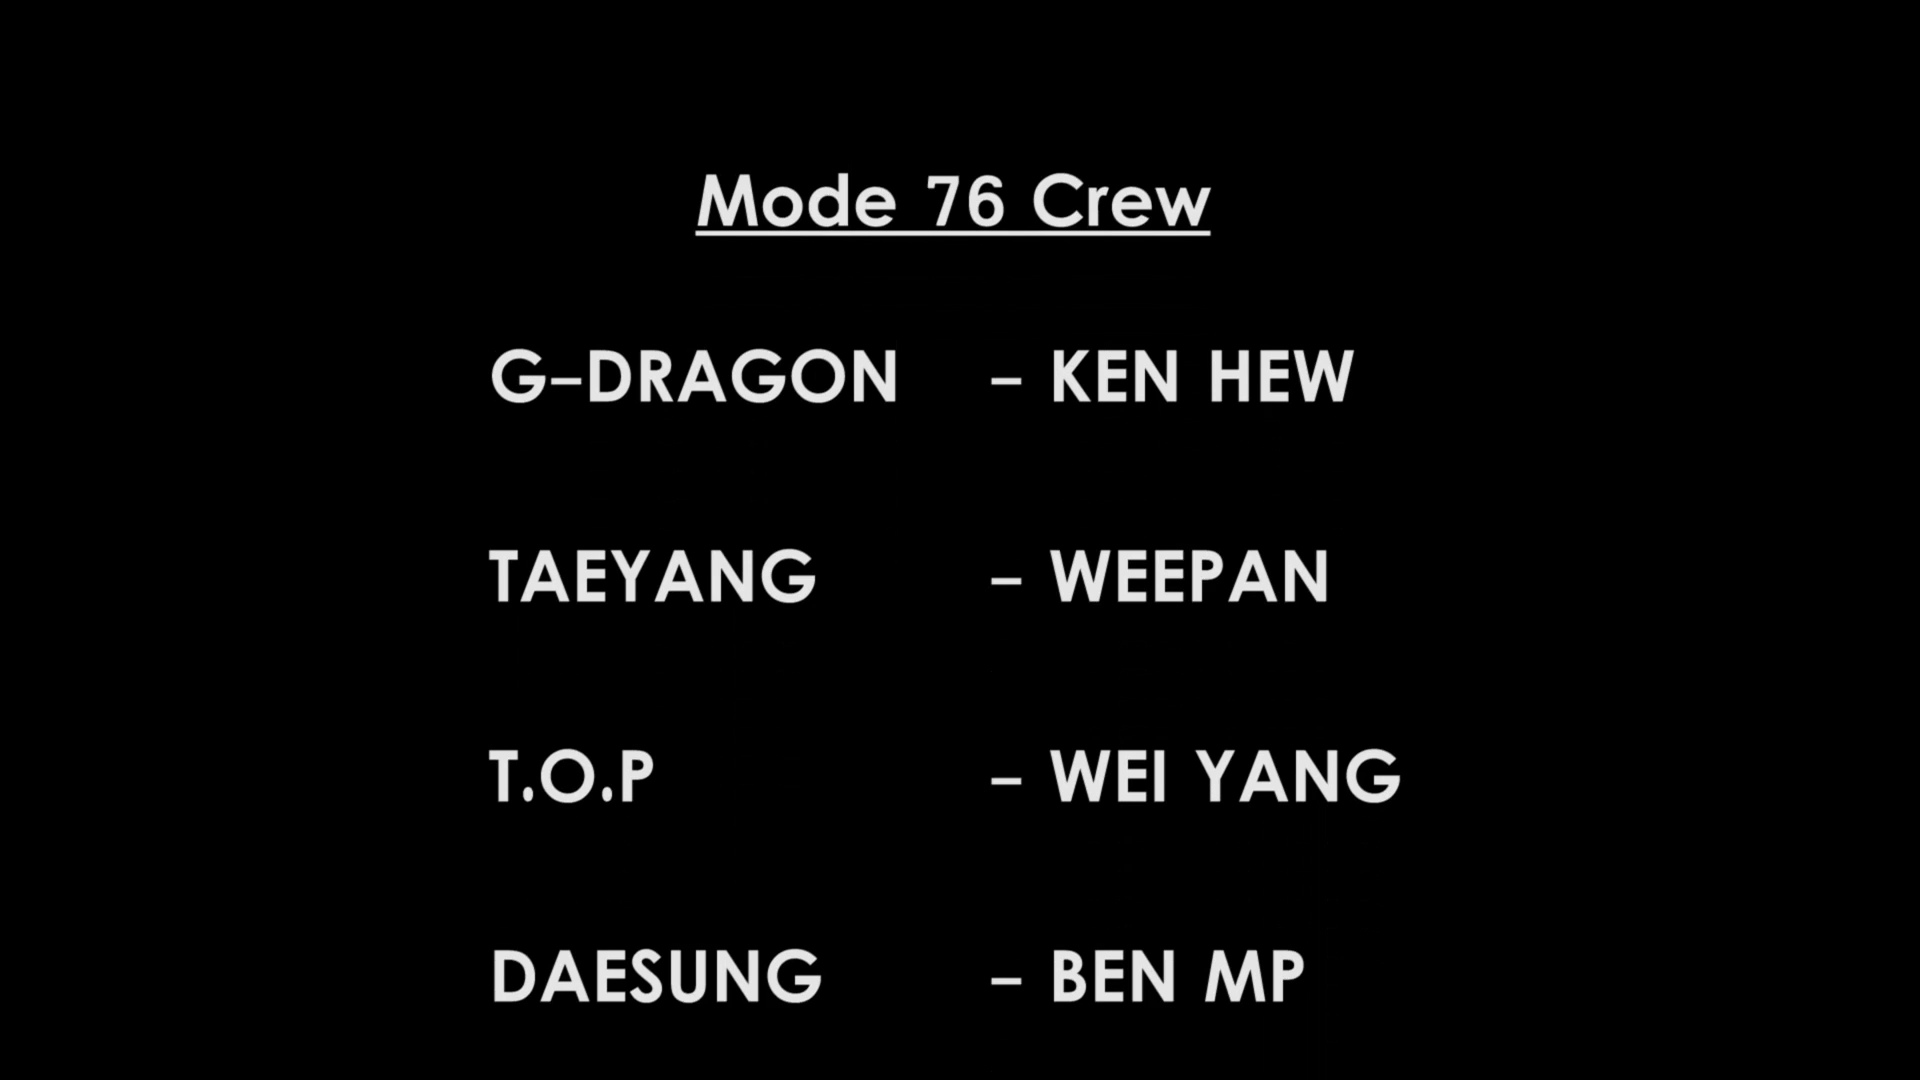 Mode 76 Crew
G-DRAGON – KEN HEW
TAEYANG – WEEPAN
T.O.P – WEI YANG
DAESUNG – BEN MP